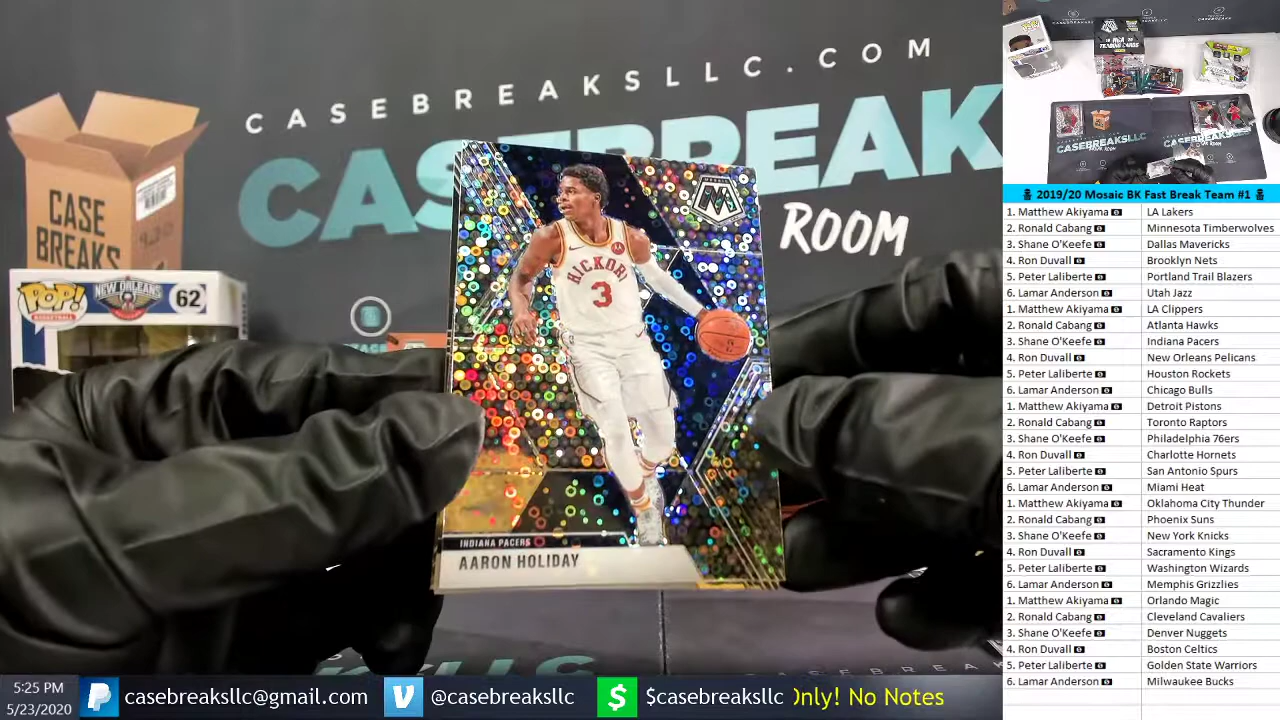 CASEBREAKSLLC.COM
CASEBREAK
ROOM
CASE
BREAKS
POP!
BASKETBALL
NEW ORLEANS
62
HICKORY
3
MOSAIC
INDIANA PACERS
AARON HOLIDAY
CASEBREAKSLLC
2019/20 Mosaic BK Fast Break Team #1
1. Matthew Akiyama LA Lakers
2. Ronald Cabang Minnesota Timberwolves
3. Shane O'Keefe Dallas Mavericks
4. Ron Duvall Brooklyn Nets
5. Peter Laliberte Portland Trail Blazers
6. Lamar Anderson Utah Jazz
1. Matthew Akiyama LA Clippers
2. Ronald Cabang Atlanta Hawks
3. Shane O'Keefe Indiana Pacers
4. Ron Duvall New Orleans Pelicans
5. Peter Laliberte Houston Rockets
6. Lamar Anderson Chicago Bulls
1. Matthew Akiyama Detroit Pistons
2. Ronald Cabang Toronto Raptors
3. Shane O'Keefe Philadelphia 76ers
4. Ron Duvall Charlotte Hornets
5. Peter Laliberte San Antonio Spurs
6. Lamar Anderson Miami Heat
1. Matthew Akiyama Oklahoma City Thunder
2. Ronald Cabang Phoenix Suns
3. Shane O'Keefe New York Knicks
4. Ron Duvall Sacramento Kings
5. Peter Laliberte Washington Wizards
6. Lamar Anderson Memphis Grizzlies
1. Matthew Akiyama Orlando Magic
2. Ronald Cabang Cleveland Cavaliers
3. Shane O'Keefe Denver Nuggets
4. Ron Duvall Boston Celtics
5. Peter Laliberte Golden State Warriors
6. Lamar Anderson Milwaukee Bucks
5:25 PM
5/23/2020
casebreaksllc@gmail.com
@casebreaksllc
$casebreaksllc
Only! No Notes